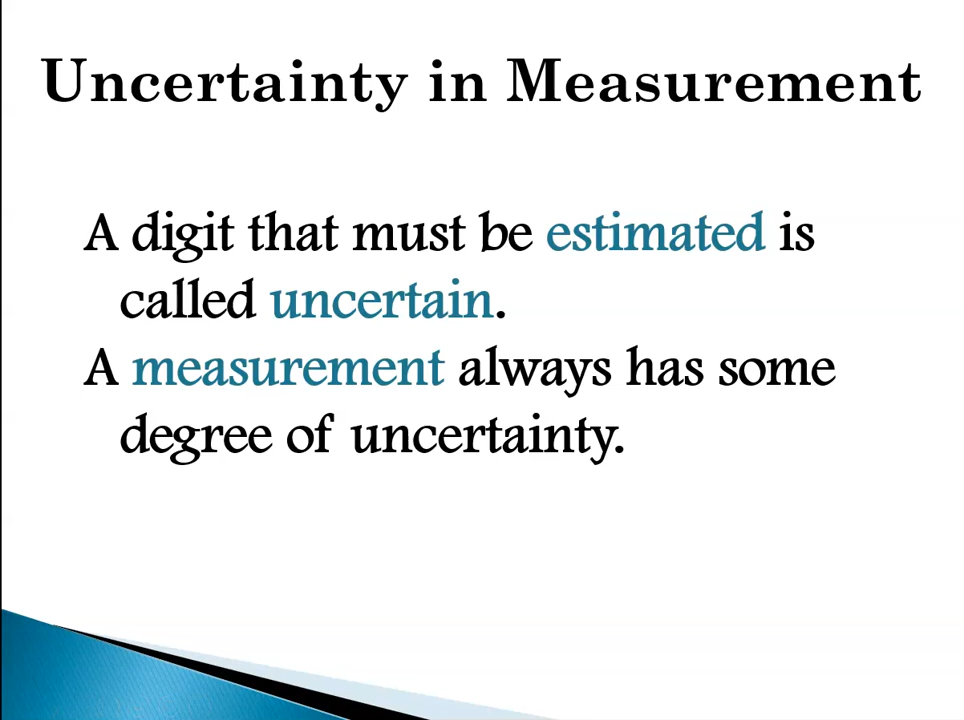 Uncertainty in Measurement
A digit that must be estimated is
called uncertain.
A measurement always has some
degree of uncertainty.